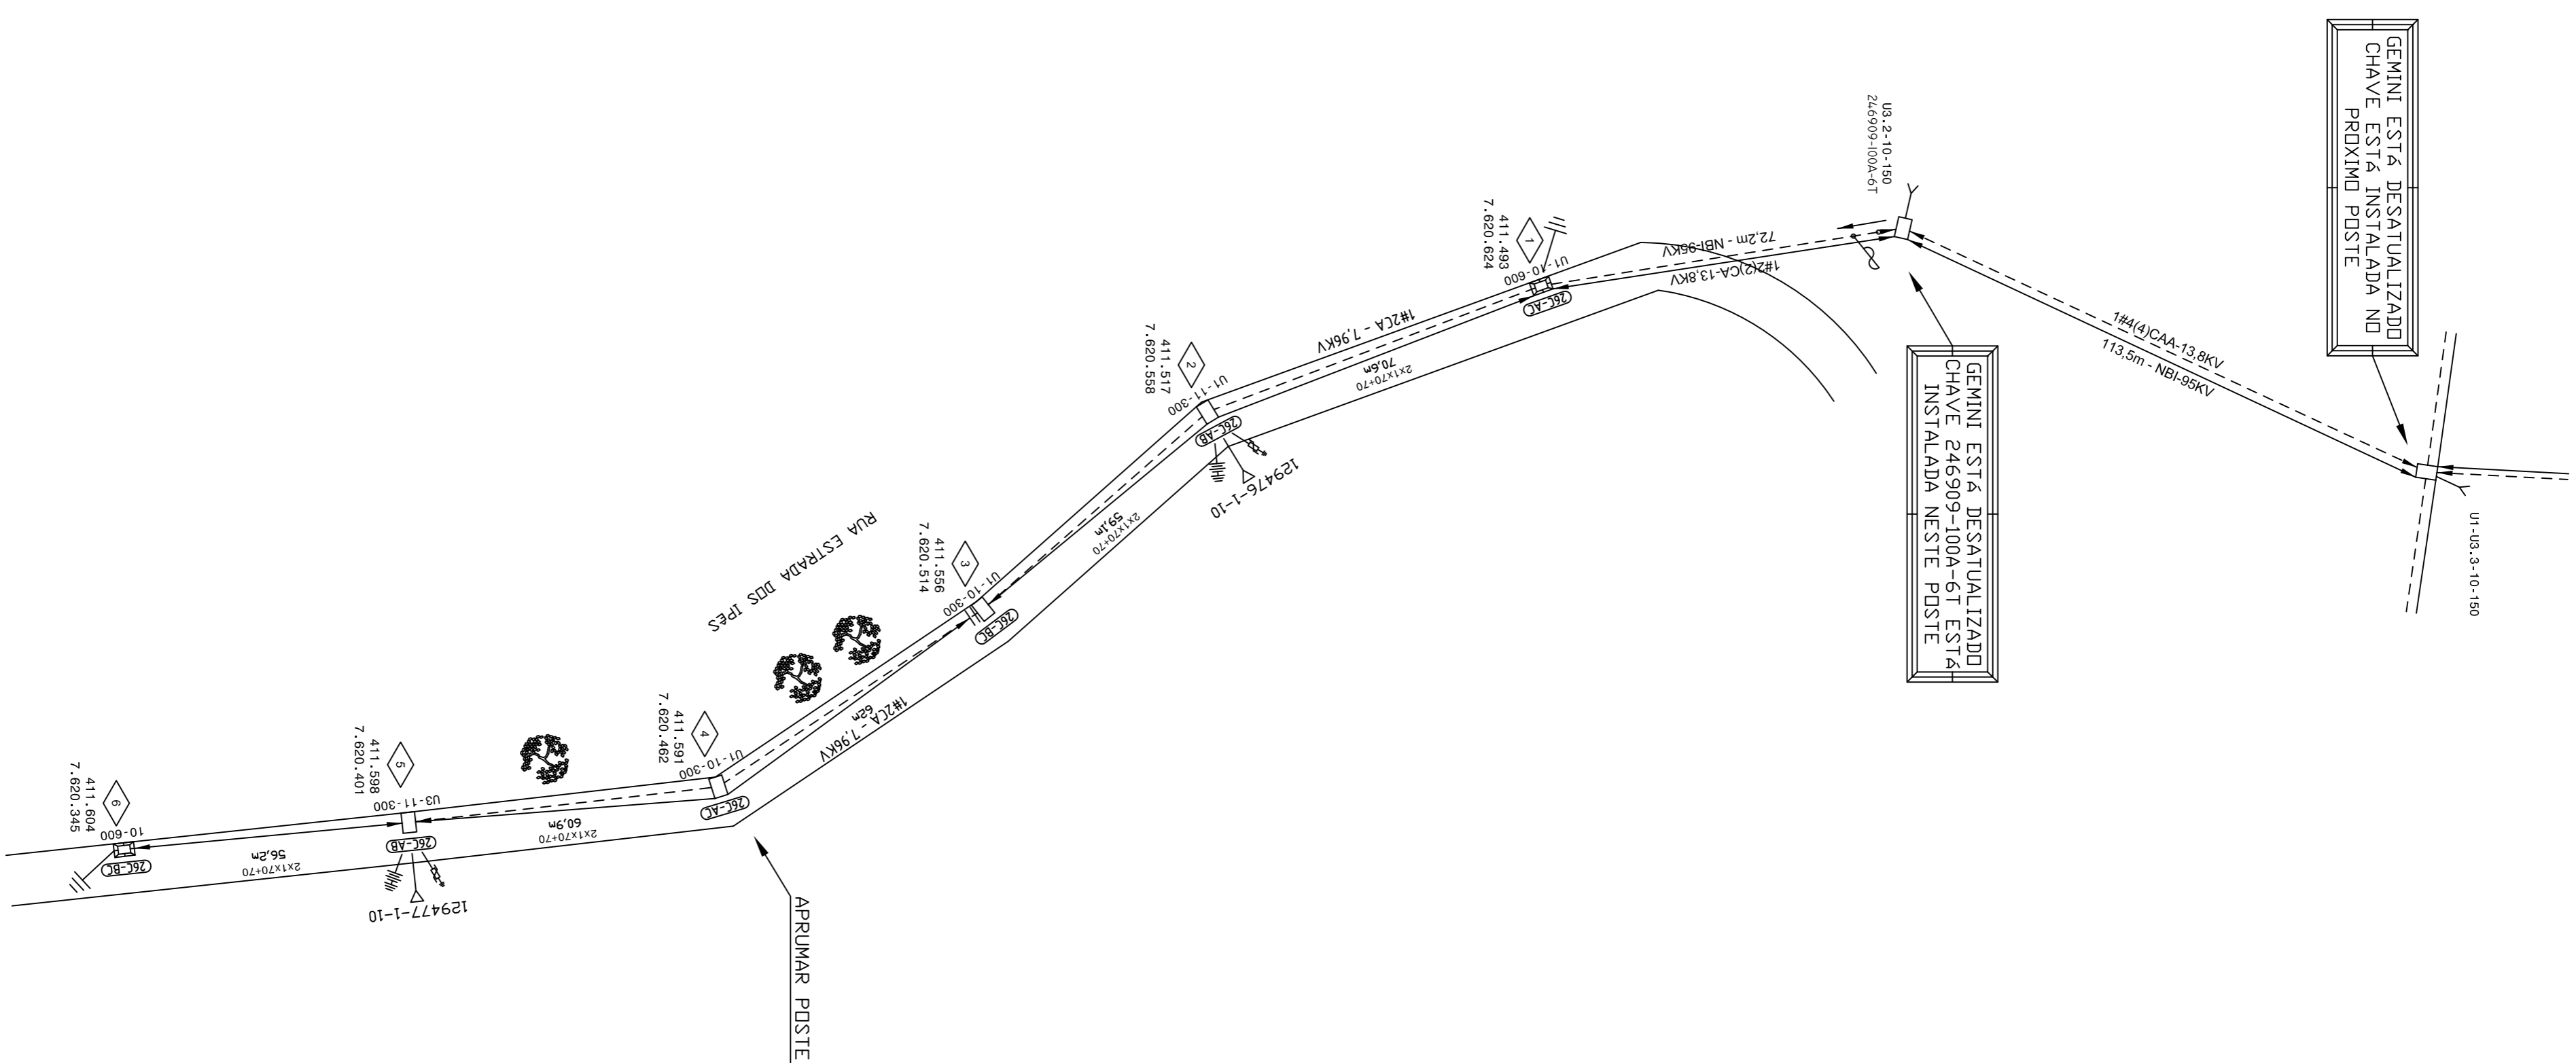 GEMINI ESTÁ DESATUALIZADO
CHAVE ESTÁ INSTALADA NO
PROXIMO POSTE
U1-U3.3-10-150
1#4(4)CAA-13,8KV
113,5m - NBI-95KV
U3.2-10-150
246909-100A-6T
GEMINI ESTÁ DESATUALIZADO
CHAVE 246909-100A-6T ESTÁ
INSTALADA NESTE POSTE
72,2m - NBI-95KV
1#2(2)CA-13,8KV
1
411.493
7.620.624
U1-10-600
26C-AC
1#2CA - 7,96KV
70,6m
2x1x70+70
2
411.517
7.620.558
U1-11-300
26C-AB
129476-1-10
59,1m
2x1x70+70
RUA ESTRADA DOS IPÊS
3
411.556
7.620.514
U1-10-300
26C-BC
62m
1#2CA - 7,96KV
4
411.591
7.620.462
U1-10-300
26C-AC
APRUMAR POSTE
60,9m
2x1x70+70
5
411.598
7.620.401
U3-11-300
26C-AB
129477-1-10
56,2m
2x1x70+70
6
411.604
7.620.345
10-600
26C-BC